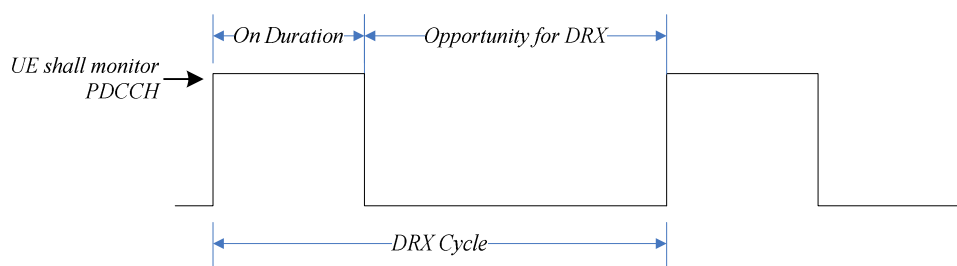 On Duration
Opportunity for DRX
UE shall monitor
PDCCH
DRX Cycle